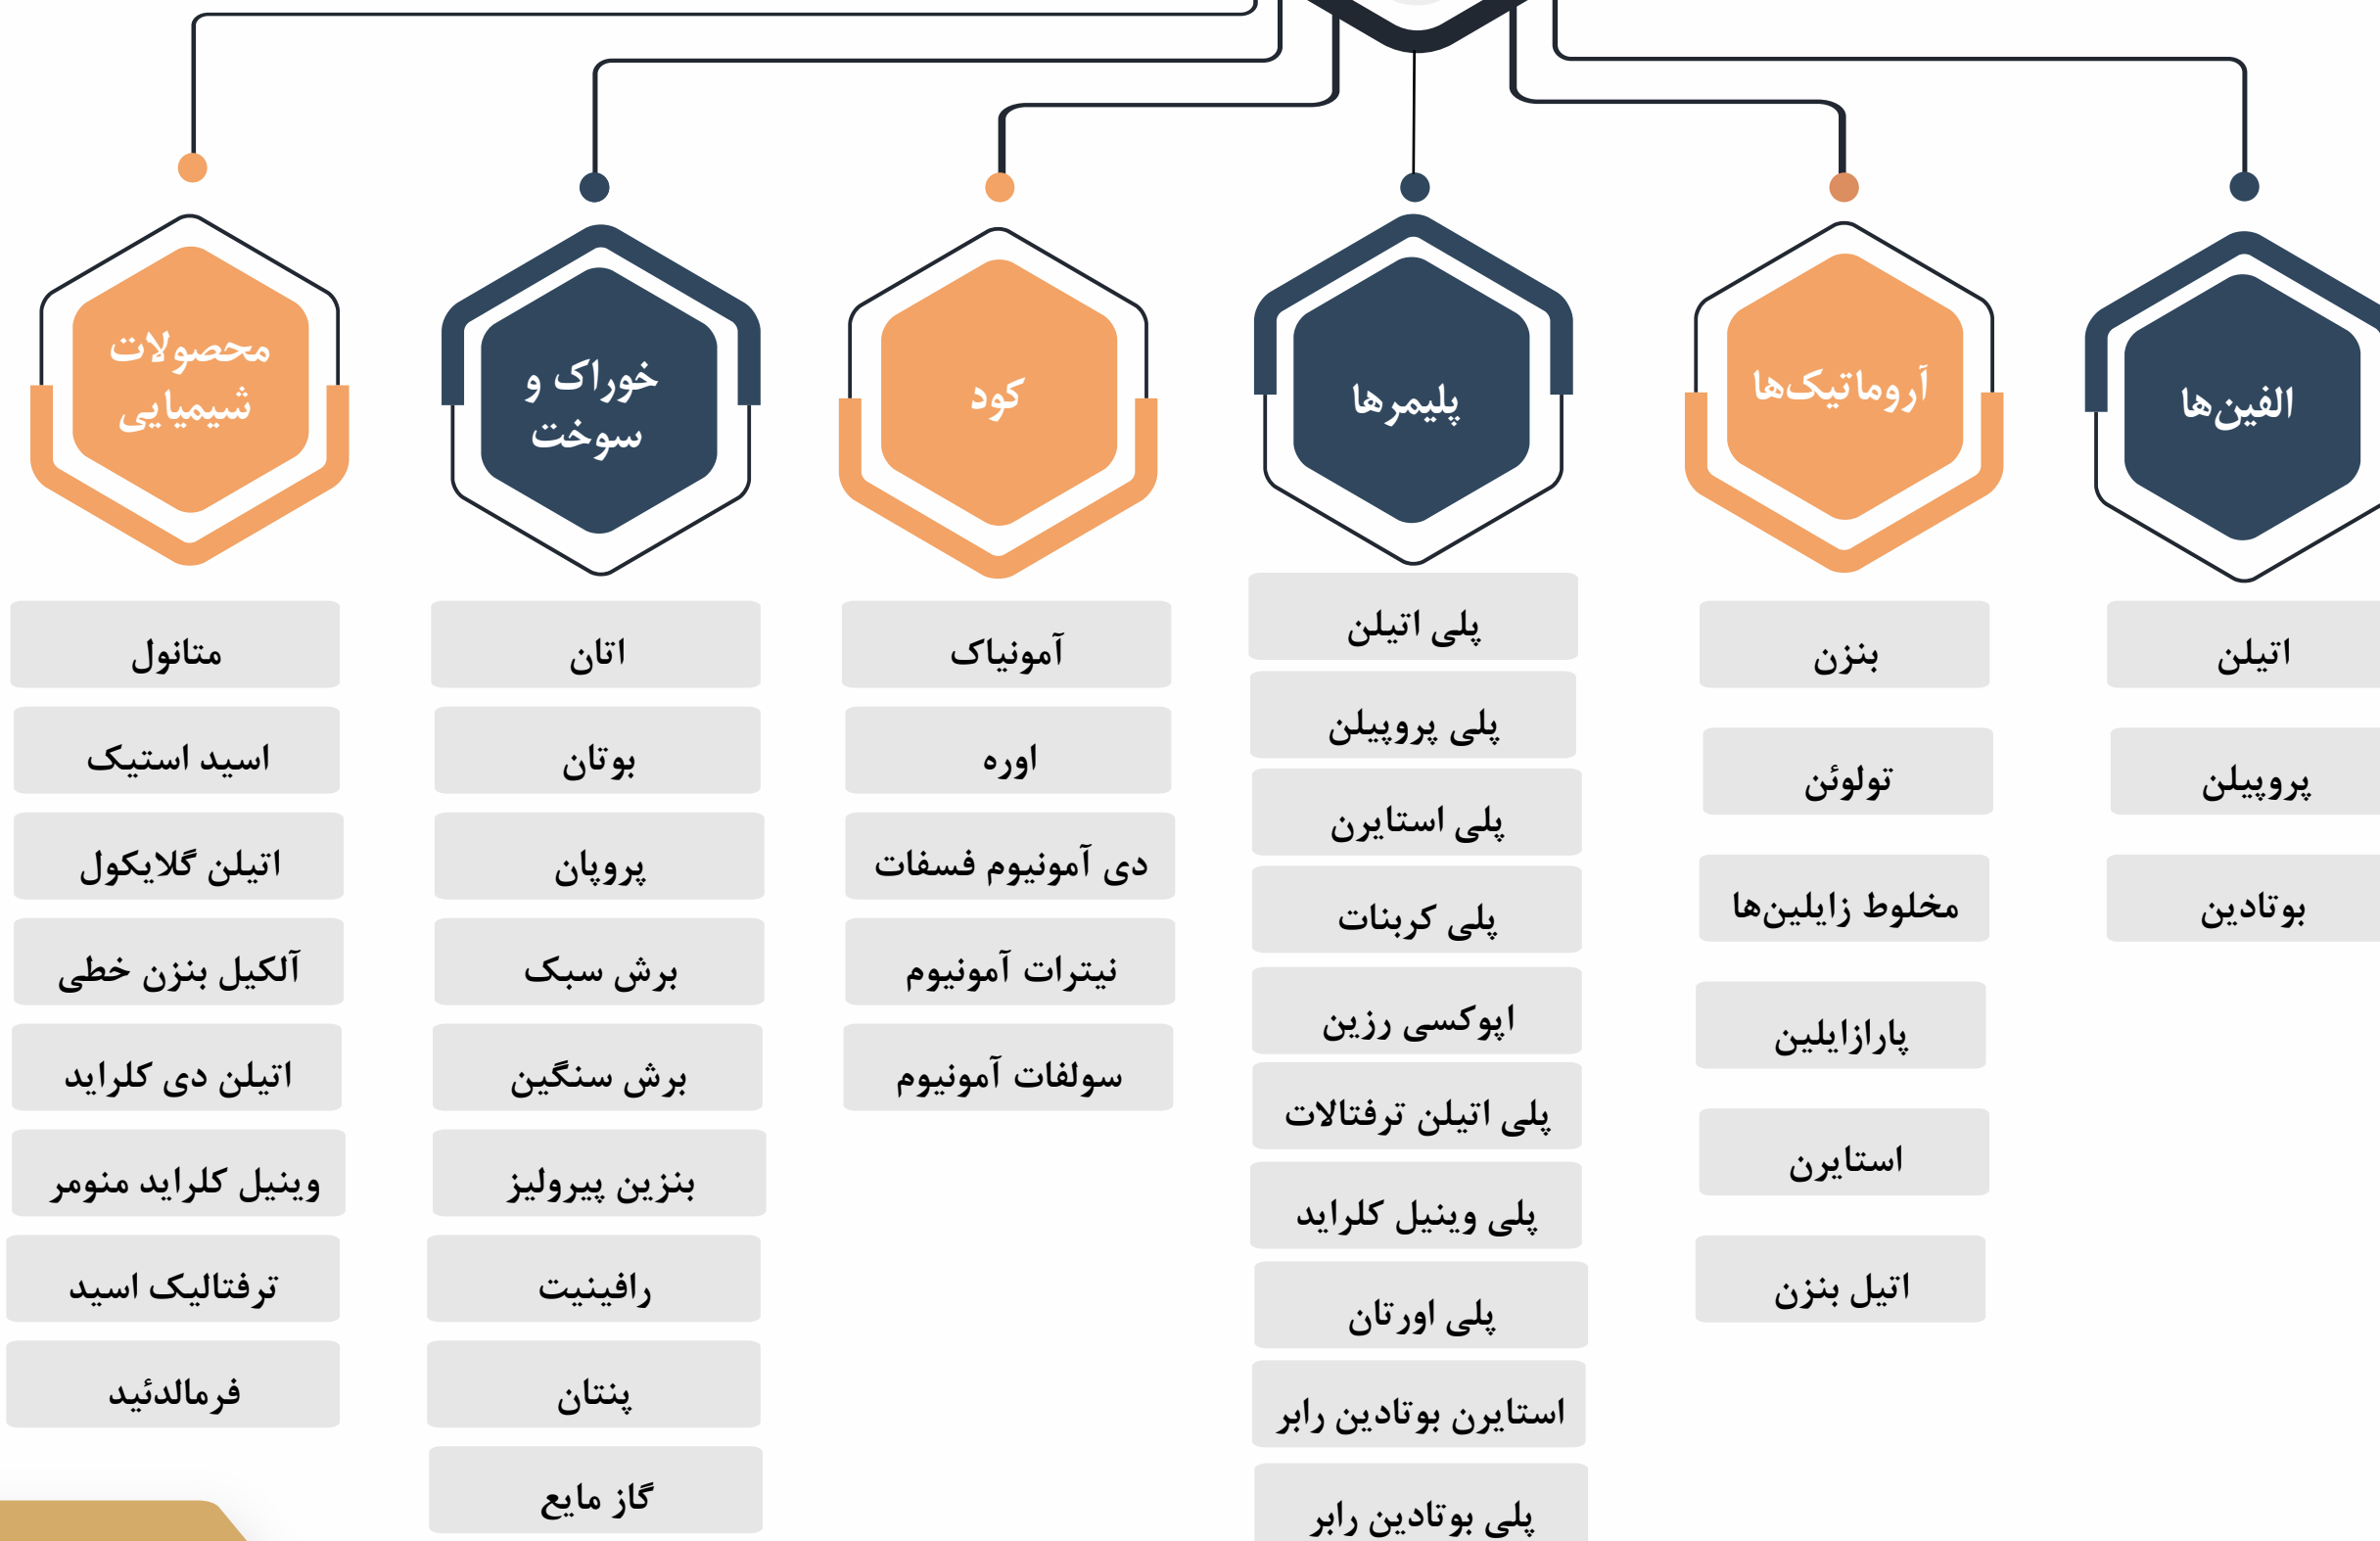 الفین‌ها
اتیلن
پروپیلن
بوتادین
آروماتیک‌ها
بنزن
تولوئن
مخلوط زایلین‌ها
پارازایلین
استایرن
اتیل بنزن
پلیمرها
پلی اتیلن
پلی پروپیلن
پلی استایرن
پلی کربنات
اپوکسی رزین
پلی اتیلن ترفتالات
پلی وینیل کلراید
پلی اورتان
استایرن بوتادین رابر
پلی بوتادین رابر
کود
آمونیاک
اوره
دی آمونیوم فسفات
نیترات آمونیوم
سولفات آمونیوم
خوراک و
سوخت
اتان
بوتان
پروپان
برش سبک
برش سنگین
بنزین پیرولیز
رافینیت
پنتان
گاز مایع
محصولات
شیمیایی
متانول
اسید استیک
اتیلن گلایکول
آلکیل بنزن خطی
اتیلن دی کلراید
وینیل کلراید منومر
ترفتالیک اسید
فرمالدئید